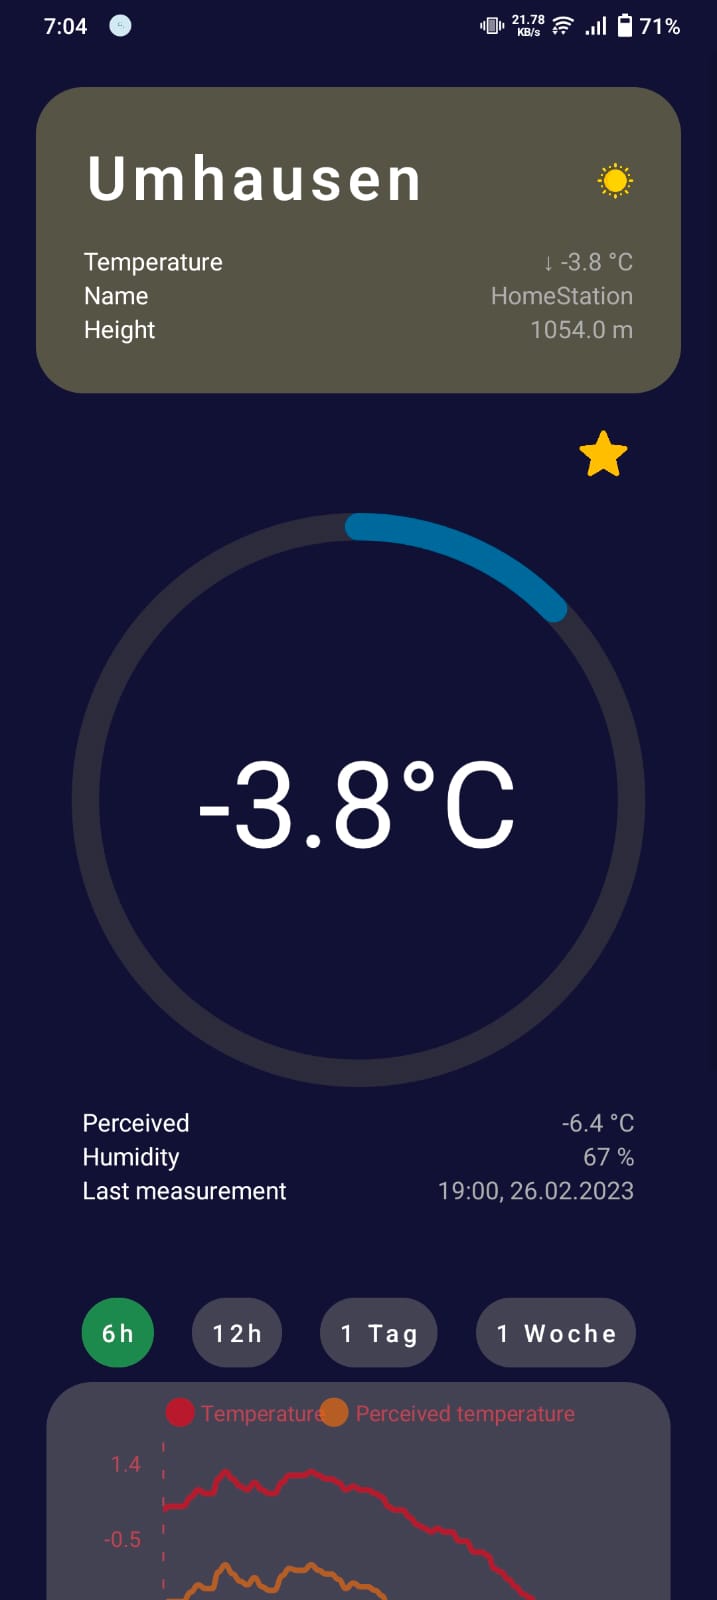 7:04 21.78 KB/s 71%
Umhausen
Temperature ↓ -3.8 °C
Name HomeStation
Height 1054.0 m
-3.8°C
Perceived -6.4 °C
Humidity 67 %
Last measurement 19:00, 26.02.2023
6h 12h 1 Tag 1 Woche
Temperature Perceived temperature
1.4
-0.5